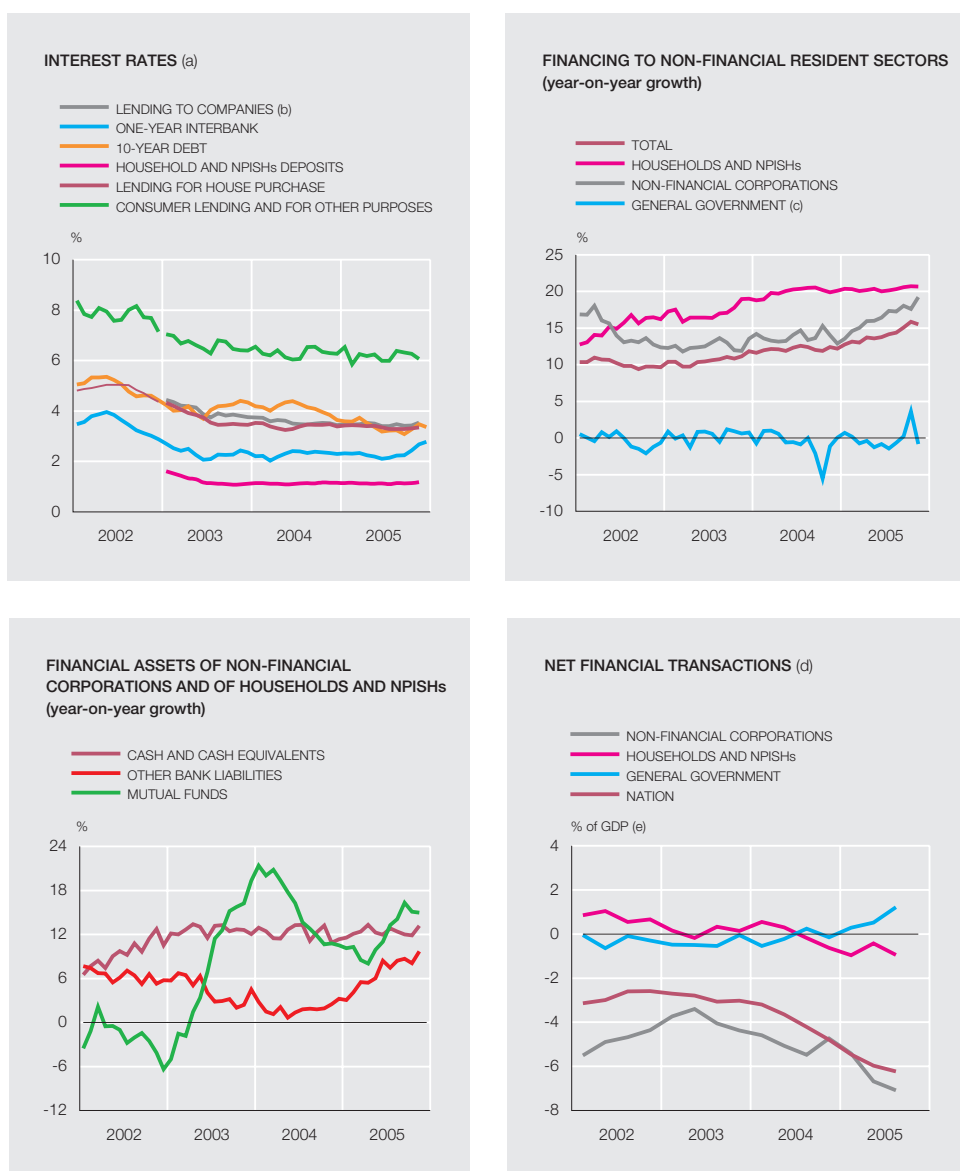 INTEREST RATES (a)
LENDING TO COMPANIES (b)
ONE-YEAR INTERBANK
10-YEAR DEBT
HOUSEHOLD AND NPISHs DEPOSITS
LENDING FOR HOUSE PURCHASE
CONSUMER LENDING AND FOR OTHER PURPOSES
%
10
8
6
4
2
0
2002 2003 2004 2005
FINANCING TO NON-FINANCIAL RESIDENT SECTORS
(year-on-year growth)
TOTAL
HOUSEHOLDS AND NPISHs
NON-FINANCIAL CORPORATIONS
GENERAL GOVERNMENT (c)
%
25
20
15
10
5
0
-5
-10
2002 2003 2004 2005
FINANCIAL ASSETS OF NON-FINANCIAL
CORPORATIONS AND OF HOUSEHOLDS AND NPISHs
(year-on-year growth)
CASH AND CASH EQUIVALENTS
OTHER BANK LIABILITIES
MUTUAL FUNDS
%
24
18
12
6
0
-6
-12
2002 2003 2004 2005
NET FINANCIAL TRANSACTIONS (d)
NON-FINANCIAL CORPORATIONS
HOUSEHOLDS AND NPISHs
GENERAL GOVERNMENT
NATION
% of GDP (e)
4
2
0
-2
-4
-6
-8
2002 2003 2004 2005